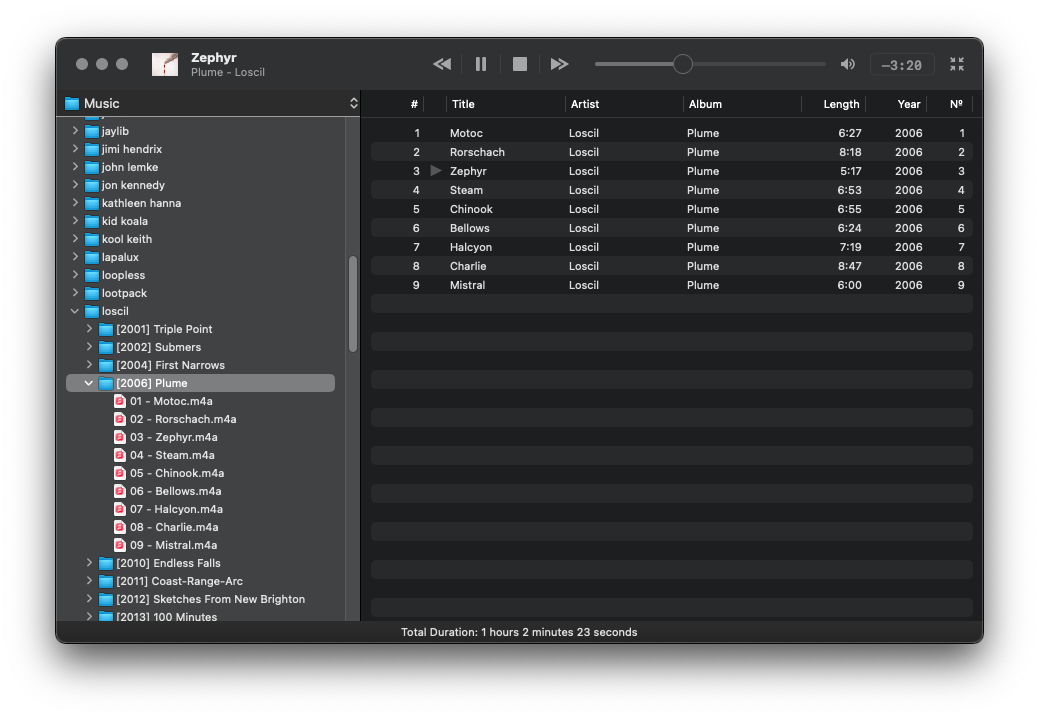 Zephyr
Plume – Loscil
–3:20
Music
jaylib
jimi hendrix
john lemke
jon kennedy
kathleen hanna
kid koala
kool keith
lapalux
loopless
lootpack
loscil
[2001] Triple Point
[2002] Submers
[2004] First Narrows
[2006] Plume
01 - Motoc.m4a
02 - Rorschach.m4a
03 - Zephyr.m4a
04 - Steam.m4a
05 - Chinook.m4a
06 - Bellows.m4a
07 - Halcyon.m4a
08 - Charlie.m4a
09 - Mistral.m4a
[2010] Endless Falls
[2011] Coast-Range-Arc
[2012] Sketches From New Brighton
[2013] 100 Minutes
# Title Artist Album Length Year Nº
1 Motoc Loscil Plume 6:27 2006 1
2 Rorschach Loscil Plume 8:18 2006 2
3 Zephyr Loscil Plume 5:17 2006 3
4 Steam Loscil Plume 6:53 2006 4
5 Chinook Loscil Plume 6:55 2006 5
6 Bellows Loscil Plume 6:24 2006 6
7 Halcyon Loscil Plume 7:19 2006 7
8 Charlie Loscil Plume 8:47 2006 8
9 Mistral Loscil Plume 6:00 2006 9
Total Duration: 1 hours 2 minutes 23 seconds